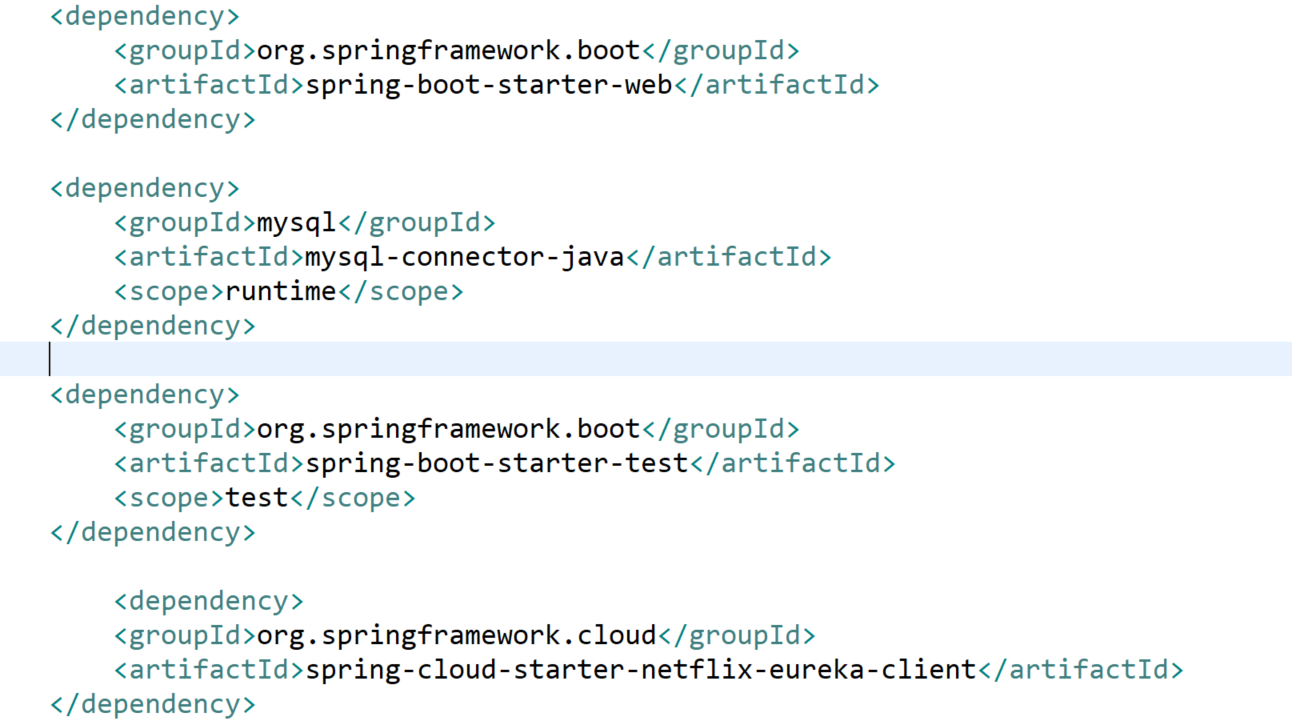 <dependency>
    <groupId>org.springframework.boot</groupId>
    <artifactId>spring-boot-starter-web</artifactId>
</dependency>

<dependency>
    <groupId>mysql</groupId>
    <artifactId>mysql-connector-java</artifactId>
    <scope>runtime</scope>
</dependency>

<dependency>
    <groupId>org.springframework.boot</groupId>
    <artifactId>spring-boot-starter-test</artifactId>
    <scope>test</scope>
</dependency>

    <dependency>
    <groupId>org.springframework.cloud</groupId>
    <artifactId>spring-cloud-starter-netflix-eureka-client</artifactId>
</dependency>